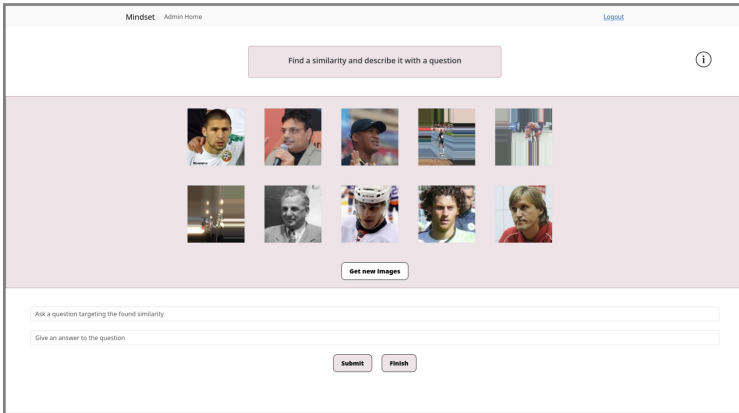 Mindset Admin Home Logout
Find a similarity and describe it with a question
i
Get new images
Ask a question targeting the found similarity
Give an answer to the question
Submit Finish